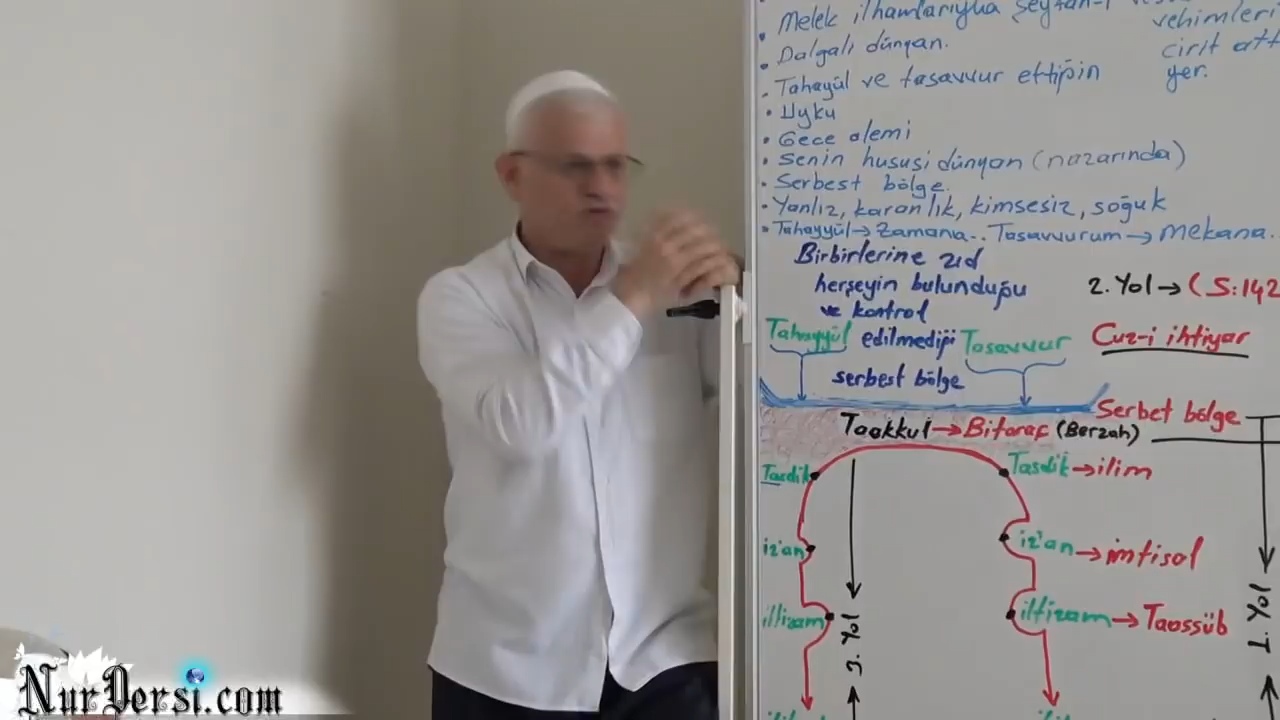 • Melek ilhamlarıyla şeytan-ı
vehimleri
• Dalgalı dünyan.
cirit att
• Tahayül ve tasavvur ettiğin
yer.
• Uyku
• Gece alemi
• Senin hususi dünyan (nazarında)
• Serbest bölge.
• Yanlız, karanlık, kimsesiz, soğuk
• Tahayyül → Zamana.. Tasavvurum → Mekana..
Birbirlerine zıd
herşeyin bulunduğu
ve kontrol
edilmediği
serbest bölge
2. Yol → (S:142
Cuz-i ihtiyar
Tahayyül
Tasavvur
Serbet bölge
Taakkul → Bitaraf (Berzah)
Tasdik
Tasdik → ilim
iz'an
iz'an → imtisal
iltizam
iltizam → Taassüb
3. Yol
1. Yol
NurDersi.com